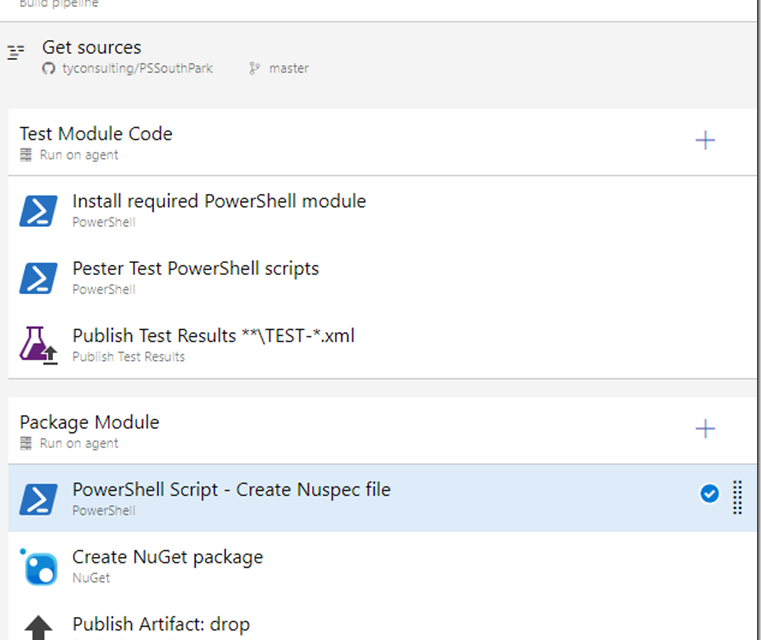 Build pipeline
Get sources
tyconsulting/PSSouthPark master
Test Module Code
Run on agent
Install required PowerShell module
PowerShell
Pester Test PowerShell scripts
PowerShell
Publish Test Results **\TEST-*.xml
Publish Test Results
Package Module
Run on agent
PowerShell Script - Create Nuspec file
PowerShell
Create NuGet package
NuGet
Publish Artifact: drop